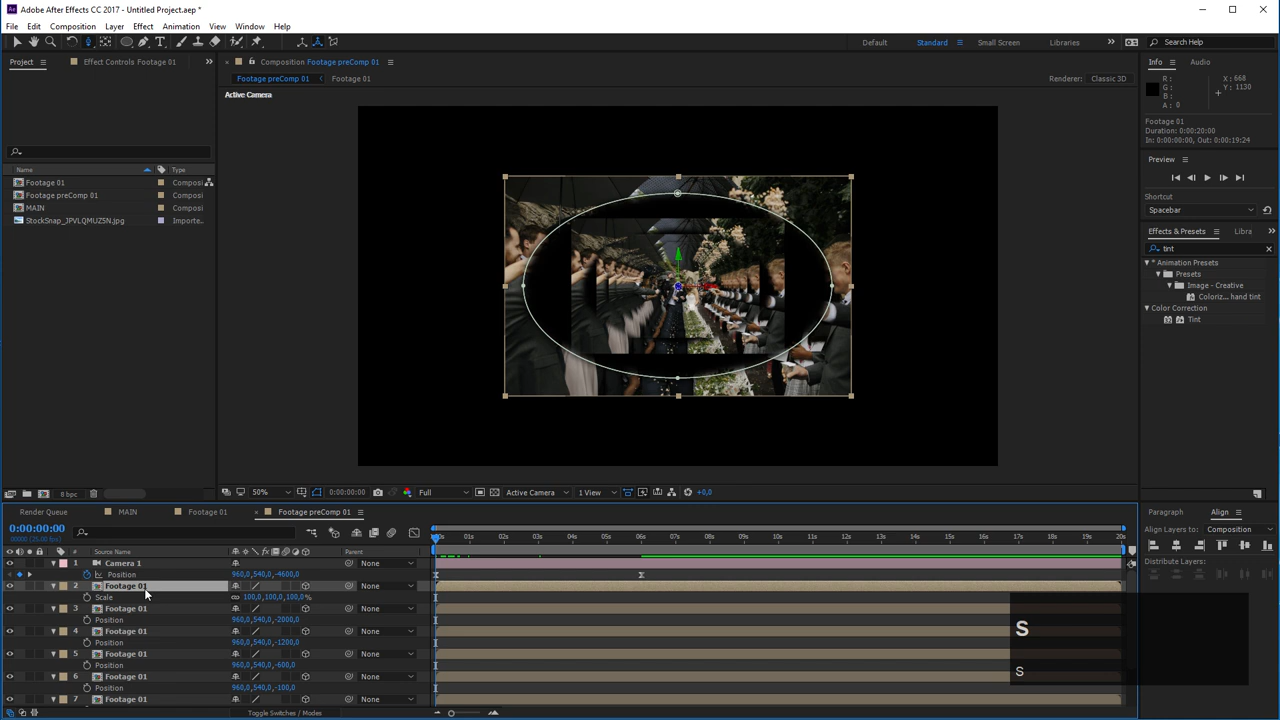 Adobe After Effects CC 2017 - Untitled Project.aep *
File Edit Composition Layer Effect Animation View Window Help
Default Standard Small Screen Libraries Search Help
Project Effect Controls Footage 01
Composition Footage preComp 01
Info Audio
Footage preComp 01 Footage 01 Renderer: Classic 3D
Active Camera
R: X: 668
G: Y: 1130
B:
A: 0
Footage 01
Duration: 0:00:20:00
In: 0:00:00:00, Out: 0:00:19:24
Name Type
Footage 01 Composi
Footage preComp 01 Composi
MAIN Composi
StockSnap_JPVLQMUZ5N.jpg Importe...
Preview
Shortcut
Spacebar
Effects & Presets Libra
tint
* Animation Presets
Presets
Image - Creative
Coloriz... hand tint
Color Correction
Tint
8 bpc
50% 0:00:00:00 Full Active Camera 1 View +0,0
Render Queue MAIN Footage 01 Footage preComp 01
Paragraph Align
0:00:00:00
Align Layers to: Composition
Distribute Layers:
# Source Name Parent
01s 02s 03s 04s 05s 06s 07s 08s 09s 10s 11s 12s 13s 14s 15s 16s 17s 18s 19s 20s
1 Camera 1 None
Position 960,0,540,0,-4600,0
2 Footage 01 None
Scale 100,0,100,0,100,0%
3 Footage 01 None
Position 960,0,540,0,-2000,0
4 Footage 01 None
Position 960,0,540,0,-1200,0
5 Footage 01 None
Position 960,0,540,0,-600,0
6 Footage 01 None
Position 960,0,540,0,-100,0
7 Footage 01 None
Toggle Switches / Modes
S
s